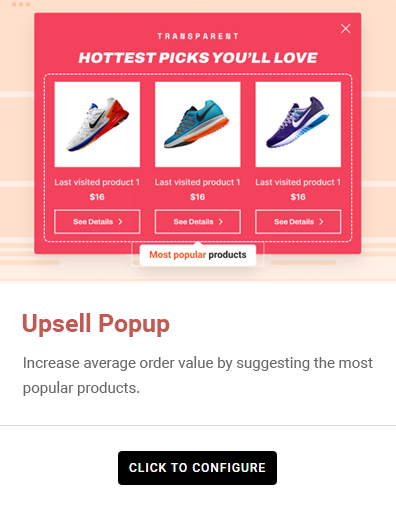 TRANSPARENT
HOTTEST PICKS YOU'LL LOVE
Last visited product 1 Last visited product 1 Last visited product 1
$16 $16 $16
See Details > See Details > See Details >
Most popular products
Upsell Popup
Increase average order value by suggesting the most
popular products.
CLICK TO CONFIGURE